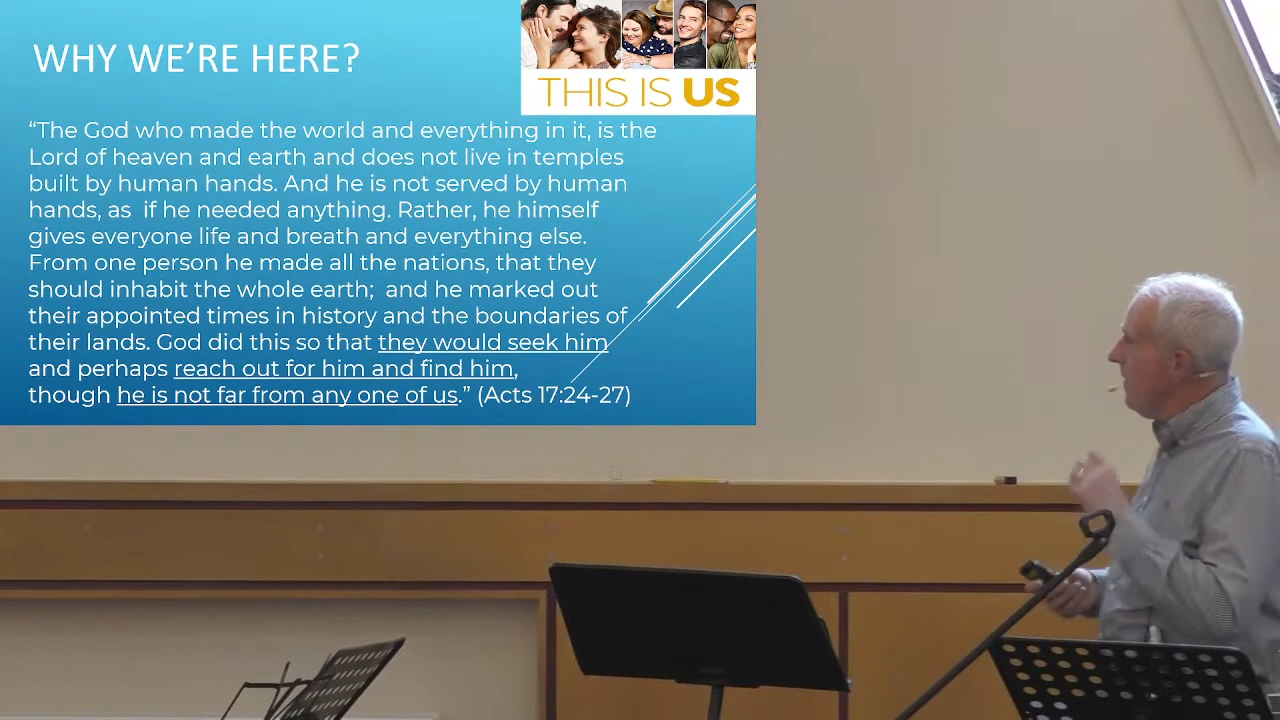 WHY WE’RE HERE?
THIS IS US
“The God who made the world and everything in it, is the
Lord of heaven and earth and does not live in temples
built by human hands. And he is not served by human
hands, as  if he needed anything. Rather, he himself
gives everyone life and breath and everything else.
From one person he made all the nations, that they
should inhabit the whole earth;  and he marked out
their appointed times in history and the boundaries of
their lands. God did this so that they would seek him
and perhaps reach out for him and find him,
though he is not far from any one of us.” (Acts 17:24-27)